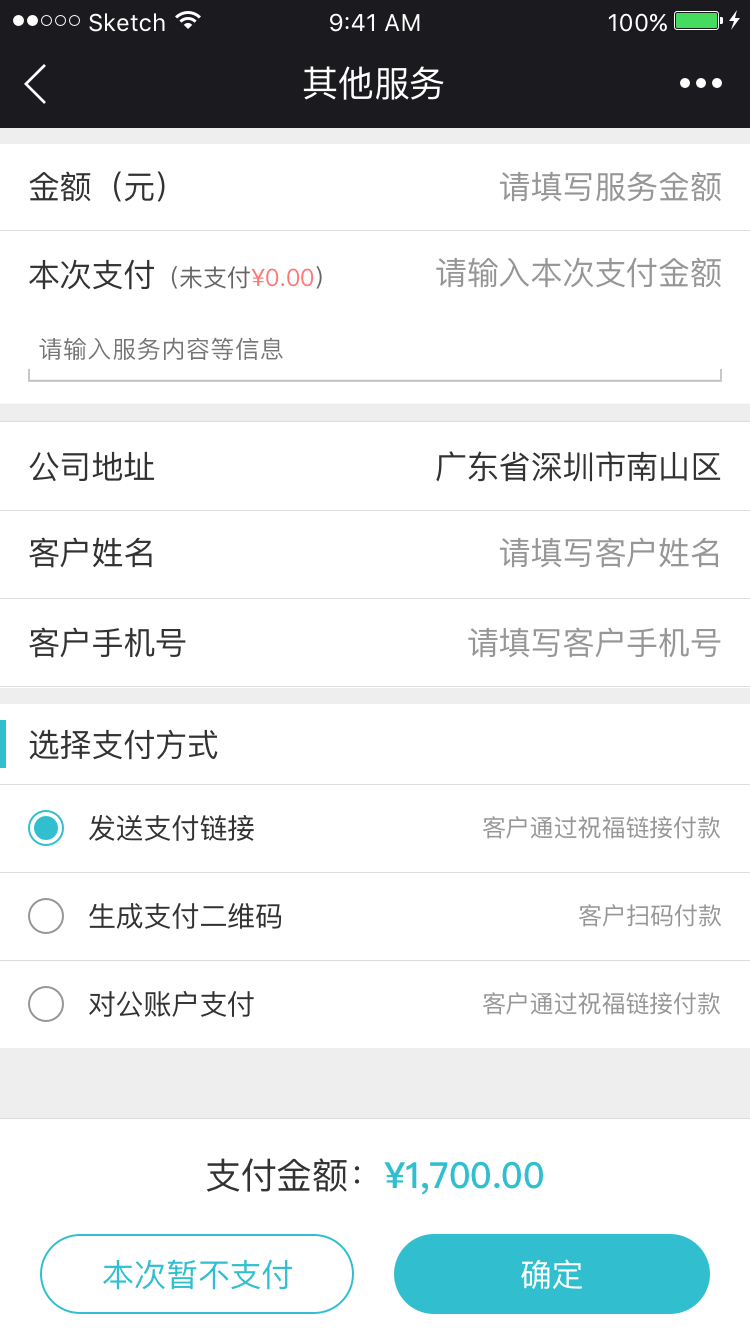 Sketch 9:41 AM 100%
其他服务
金额（元） 请填写服务金额
本次支付（未支付¥0.00） 请输入本次支付金额
请输入服务内容等信息
公司地址 广东省深圳市南山区
客户姓名 请填写客户姓名
客户手机号 请填写客户手机号
选择支付方式
发送支付链接 客户通过祝福链接付款
生成支付二维码 客户扫码付款
对公账户支付 客户通过祝福链接付款
支付金额：¥1,700.00
本次暂不支付 确定